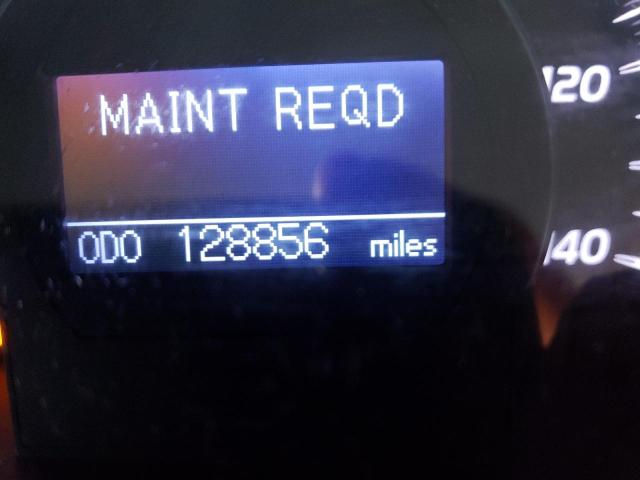 MAINT REQD
120
ODO 128856 miles
140